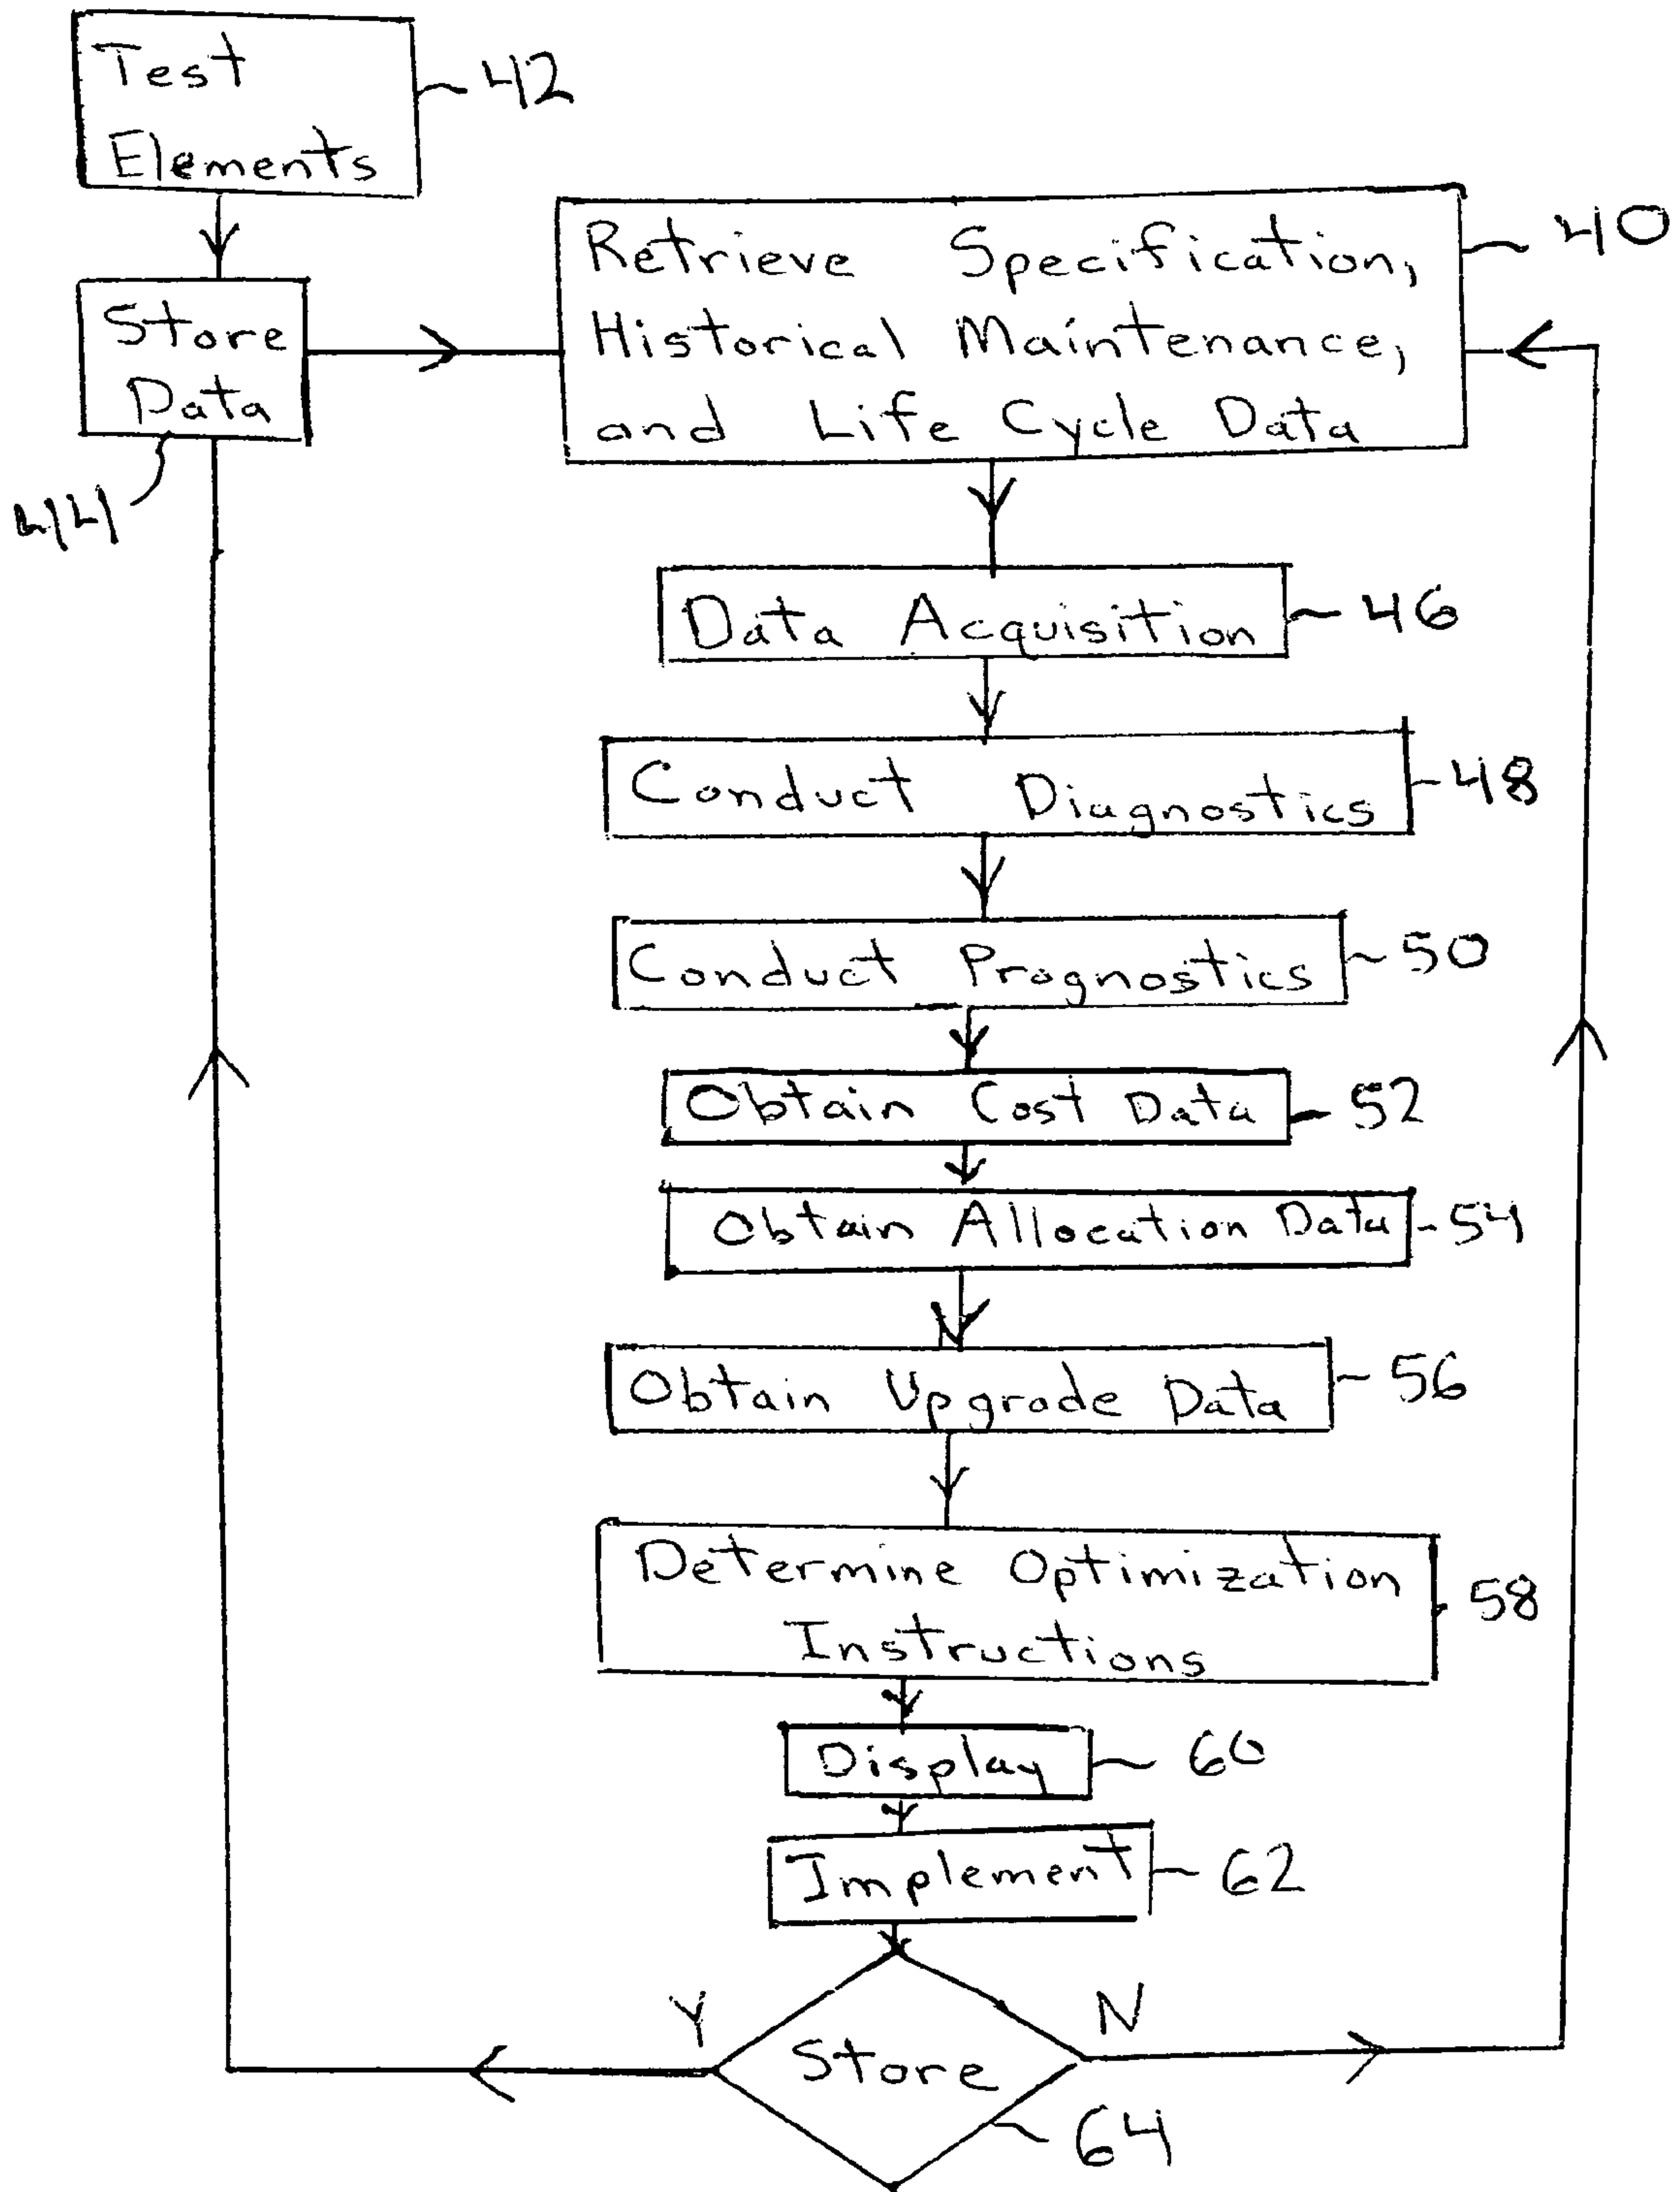 Test
Elements
42
Retrieve Specification,
Historical Maintenance,
and Life Cycle Data
40
Store
Data
44
Data Acquisition
46
Conduct Diagnostics
48
Conduct Prognostics
50
Obtain Cost Data
52
Obtain Allocation Data
54
Obtain Upgrade Data
56
Determine Optimization
Instructions
58
Display
60
Implement
62
Y
N
Store
64